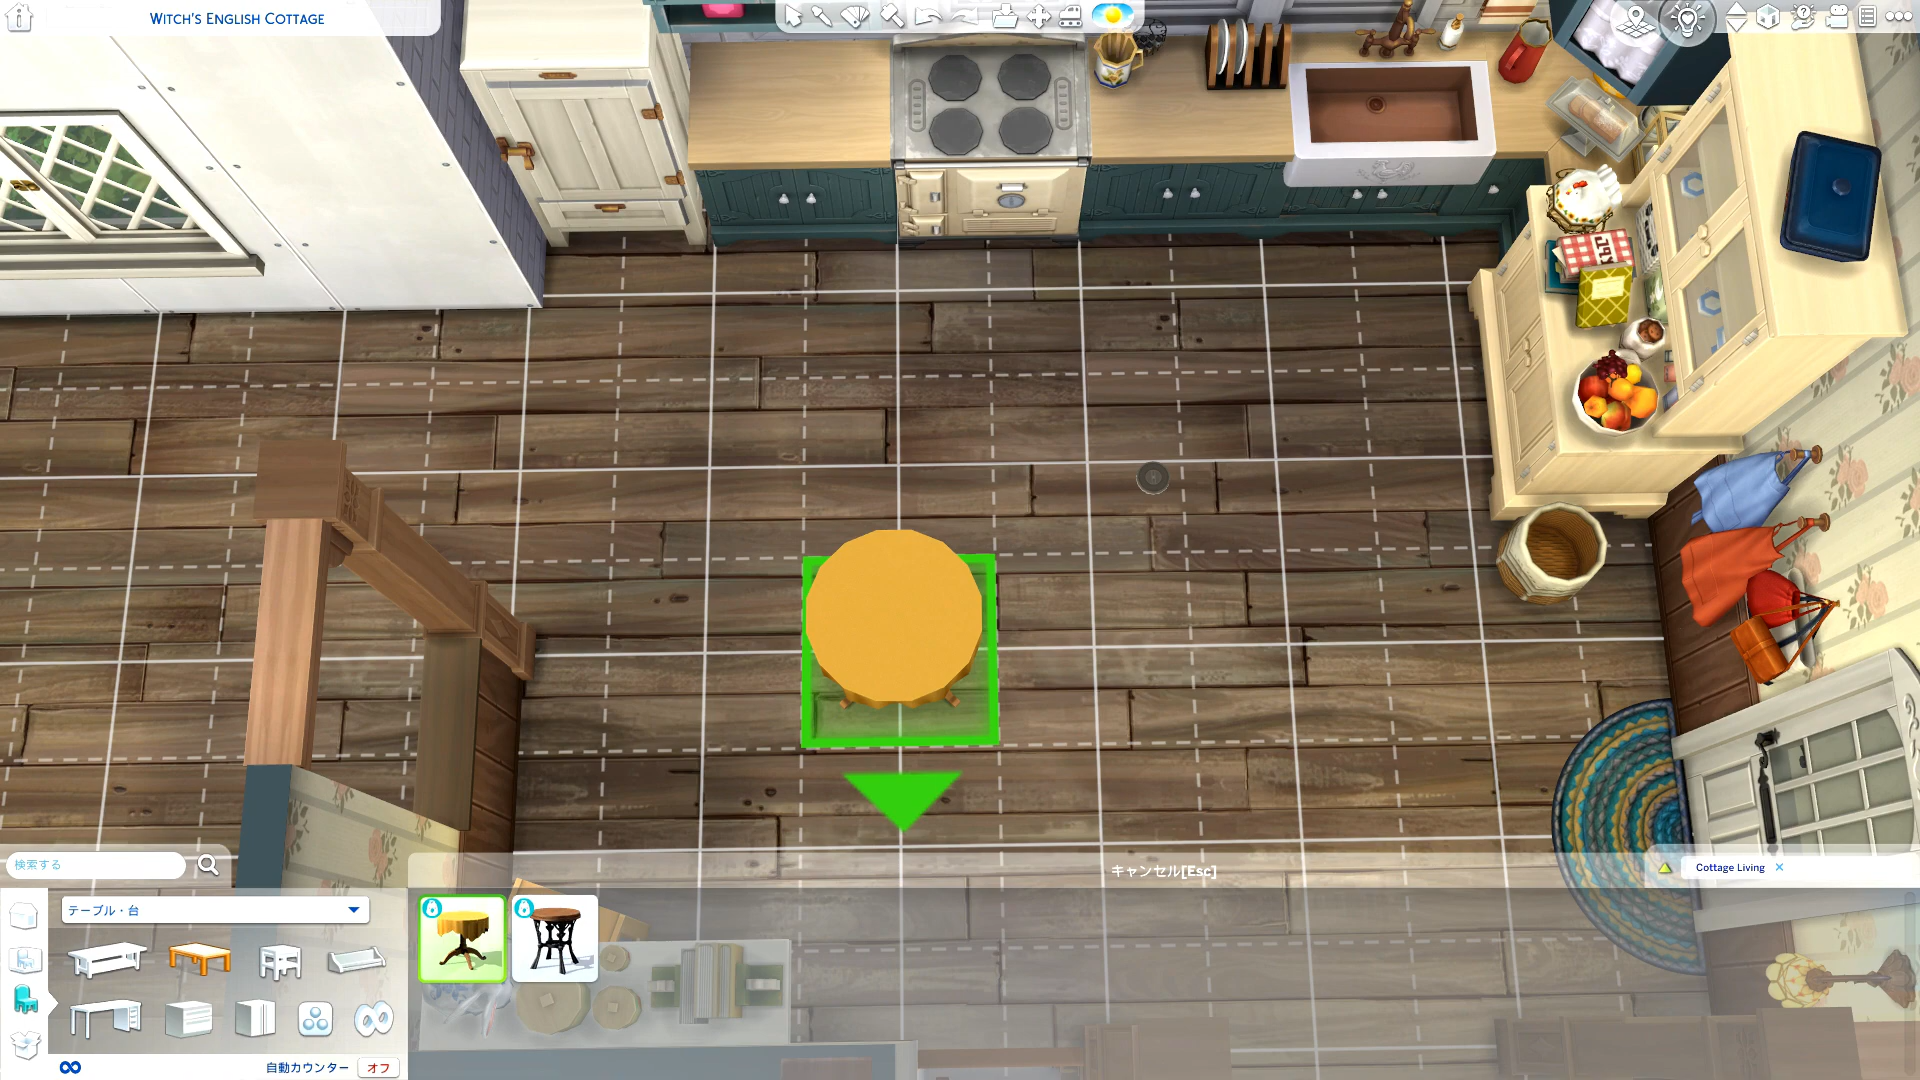 WITCH'S ENGLISH COTTAGE
検索する
キャンセル[Esc]
Cottage Living
テーブル・台
自動カウンター オフ